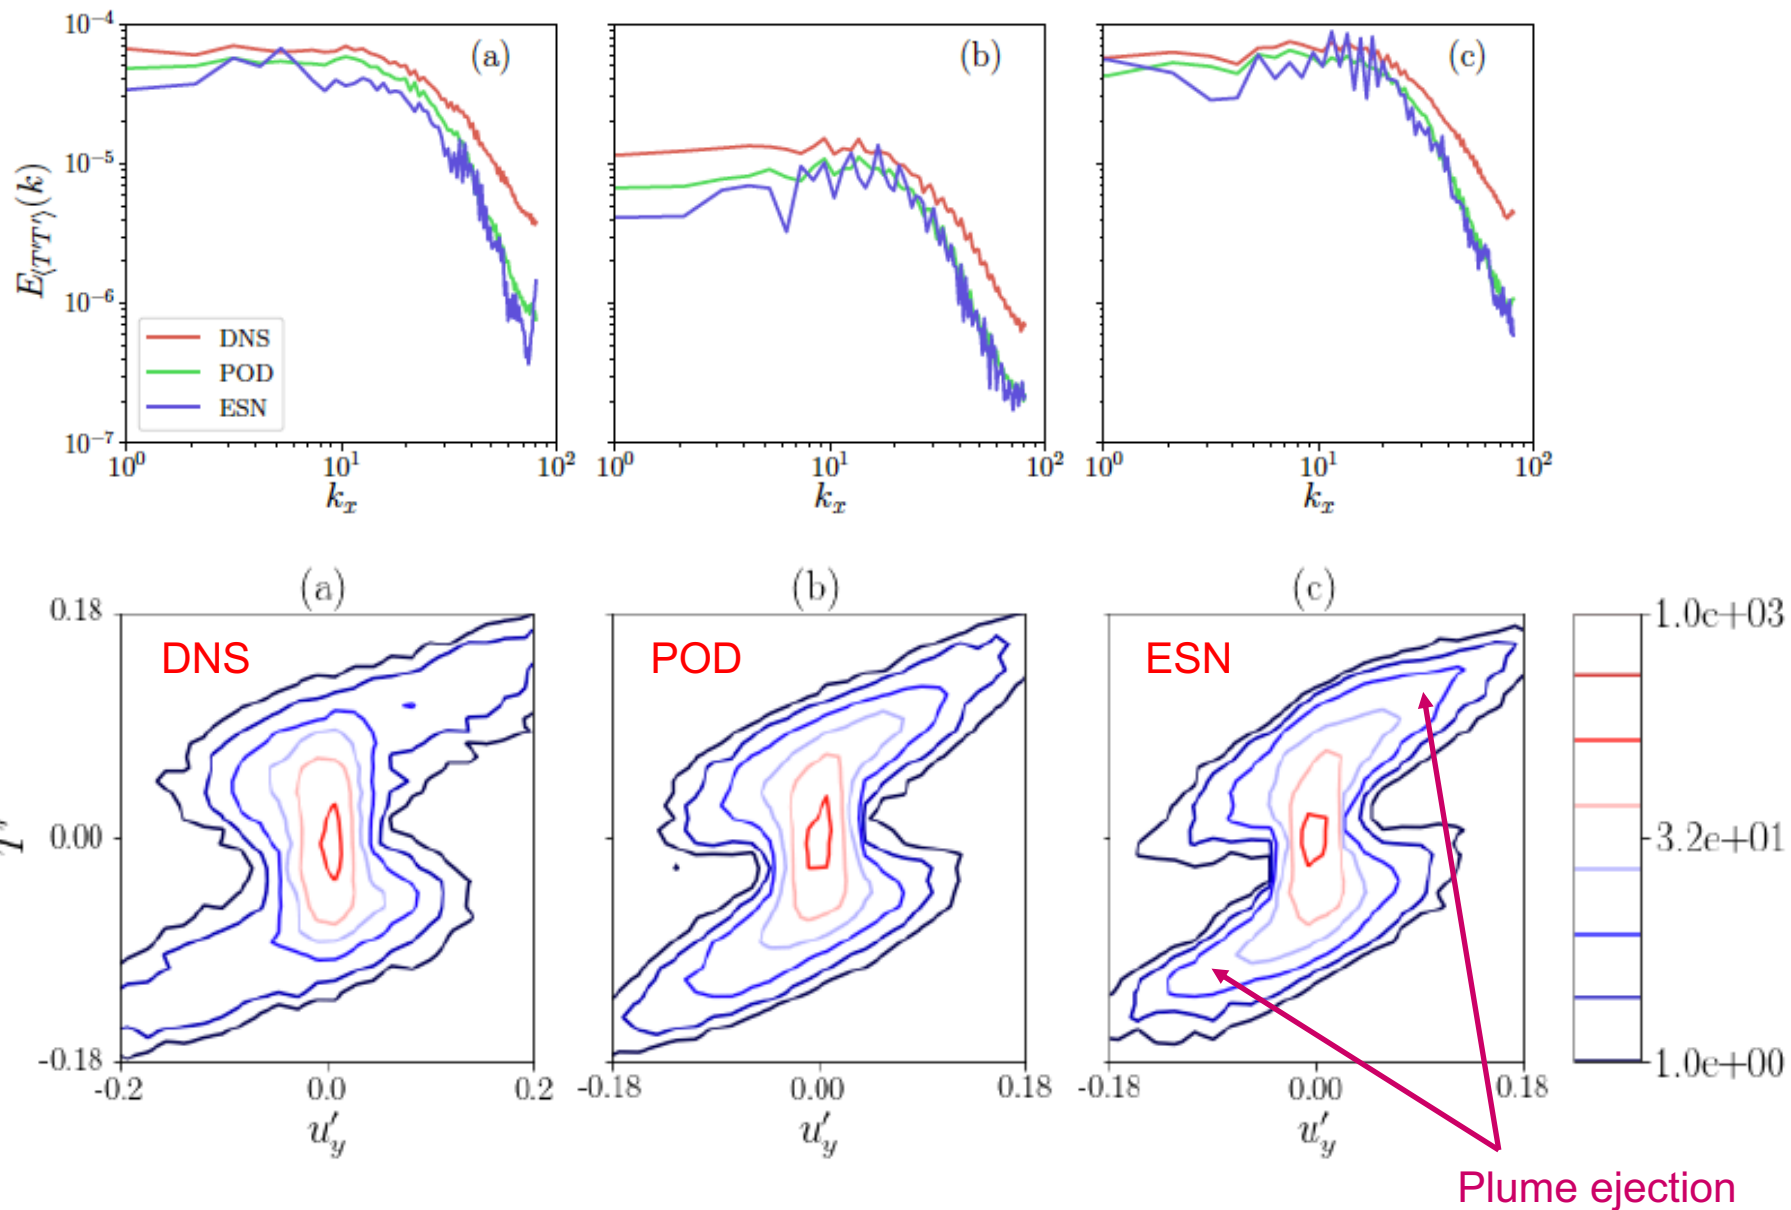 10⁻⁴
10⁻⁵
10⁻⁶
10⁻⁷
E⟨T′T′⟩(k)
(a) (b) (c)
DNS
POD
ESN
10⁰ 10¹ 10² 10⁰ 10¹ 10² 10⁰ 10¹ 10²
kₓ kₓ kₓ
(a) (b) (c)
0.18
0.00
-0.18
T′
DNS POD ESN
1.0e+03
3.2e+01
1.0e+00
-0.2 0.0 0.2 -0.18 0.00 0.18 -0.18 0.00 0.18
u′y u′y u′y
Plume ejection